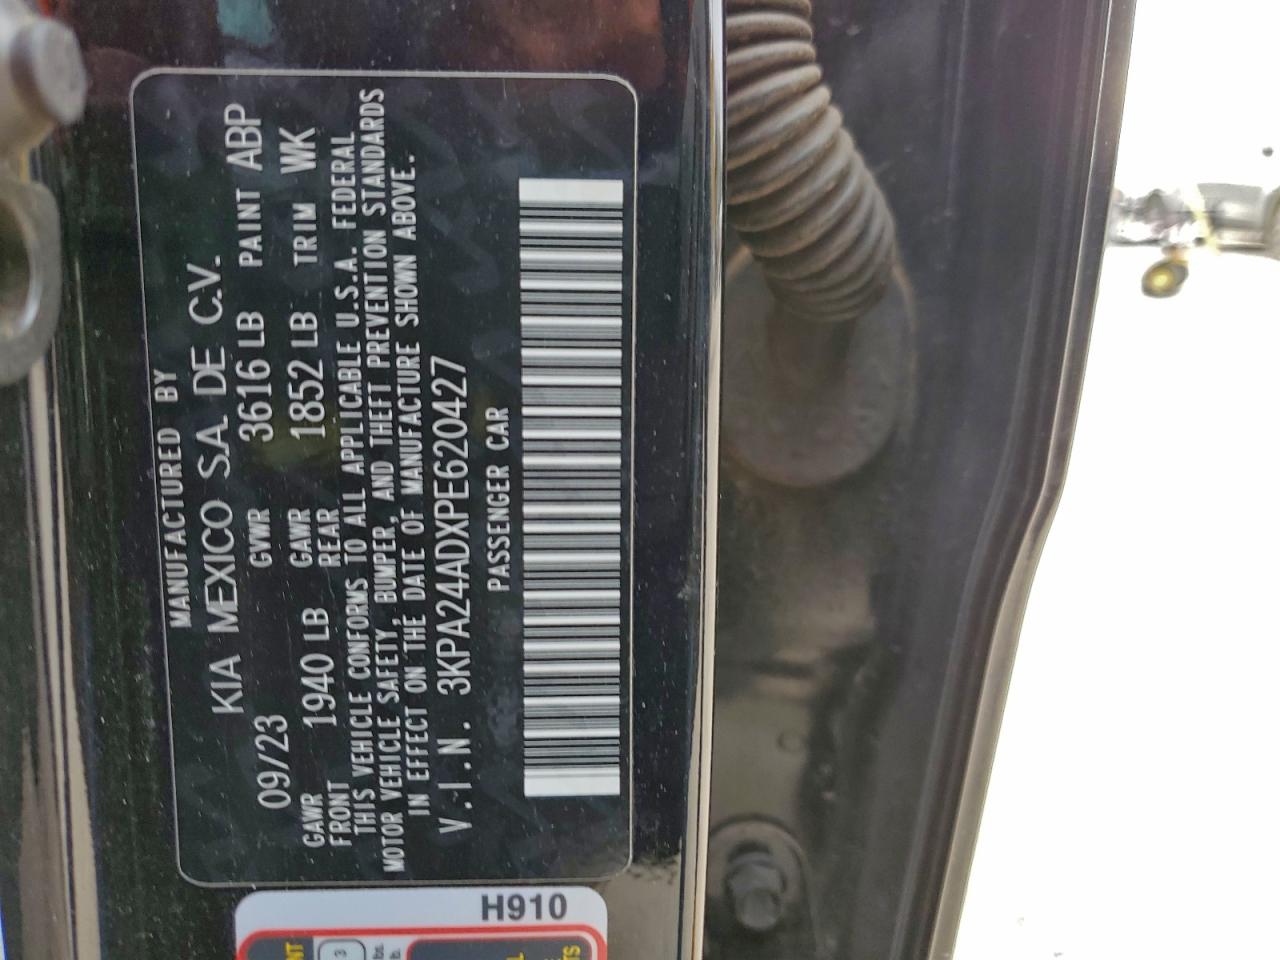 MANUFACTURED BY
KIA MEXICO S.A. DE C.V.
09/23 GVWR 3616 LB PAINT ABP
GAWR FRONT 1940 LB GAWR REAR 1852 LB TRIM WK
THIS VEHICLE CONFORMS TO ALL APPLICABLE U.S.A. FEDERAL
MOTOR VEHICLE SAFETY, BUMPER, AND THEFT PREVENTION STANDARDS
IN EFFECT ON THE DATE OF MANUFACTURE SHOWN ABOVE.
V.I.N. 3KPA24ADXPE620427
PASSENGER CAR
H910